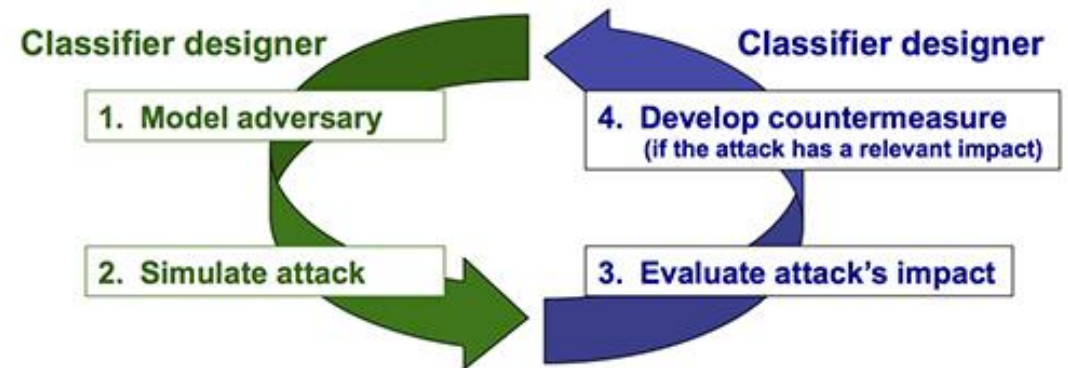 Classifier designer
1. Model adversary
2. Simulate attack
Classifier designer
4. Develop countermeasure
(if the attack has a relevant impact)
3. Evaluate attack's impact